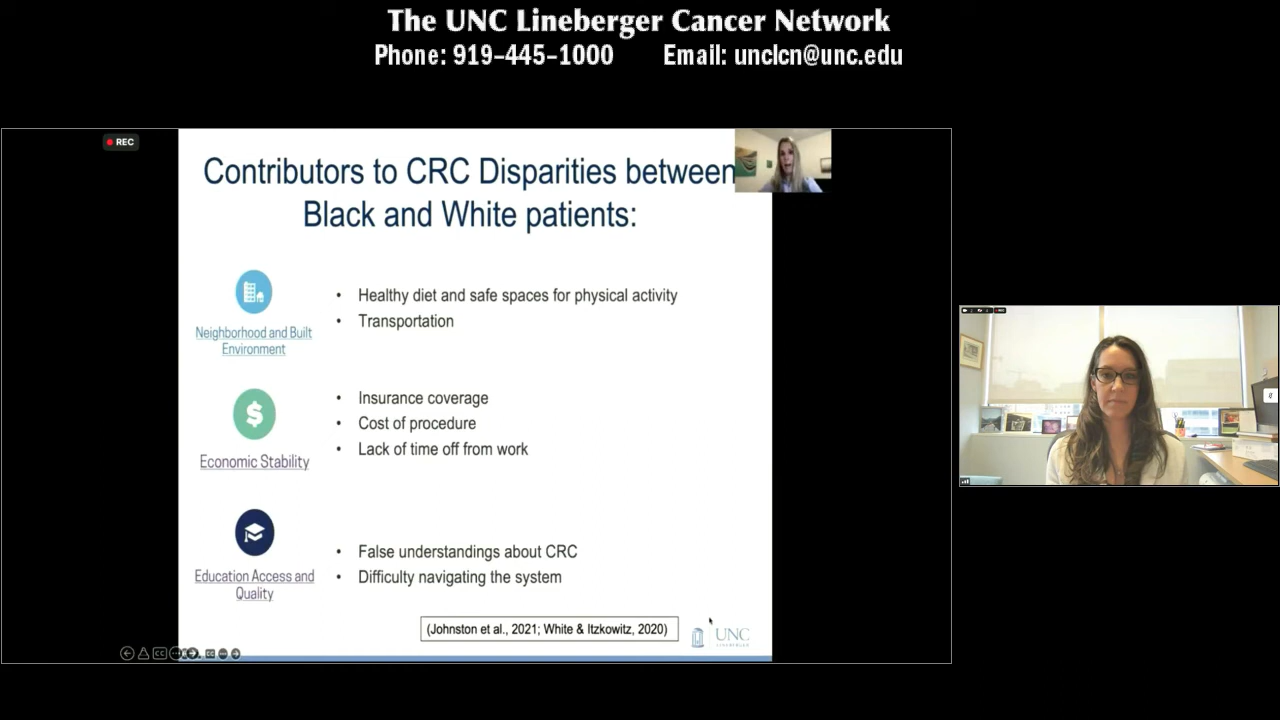 The UNC Lineberger Cancer Network
Phone: 919-445-1000 Email: unclcn@unc.edu
REC
Contributors to CRC Disparities between
Black and White patients:
• Healthy diet and safe spaces for physical activity
• Transportation
Neighborhood and Built
Environment
• Insurance coverage
• Cost of procedure
• Lack of time off from work
Economic Stability
• False understandings about CRC
• Difficulty navigating the system
Education Access and
Quality
(Johnston et al., 2021; White & Itzkowitz, 2020)
UNC
LINEBERGER